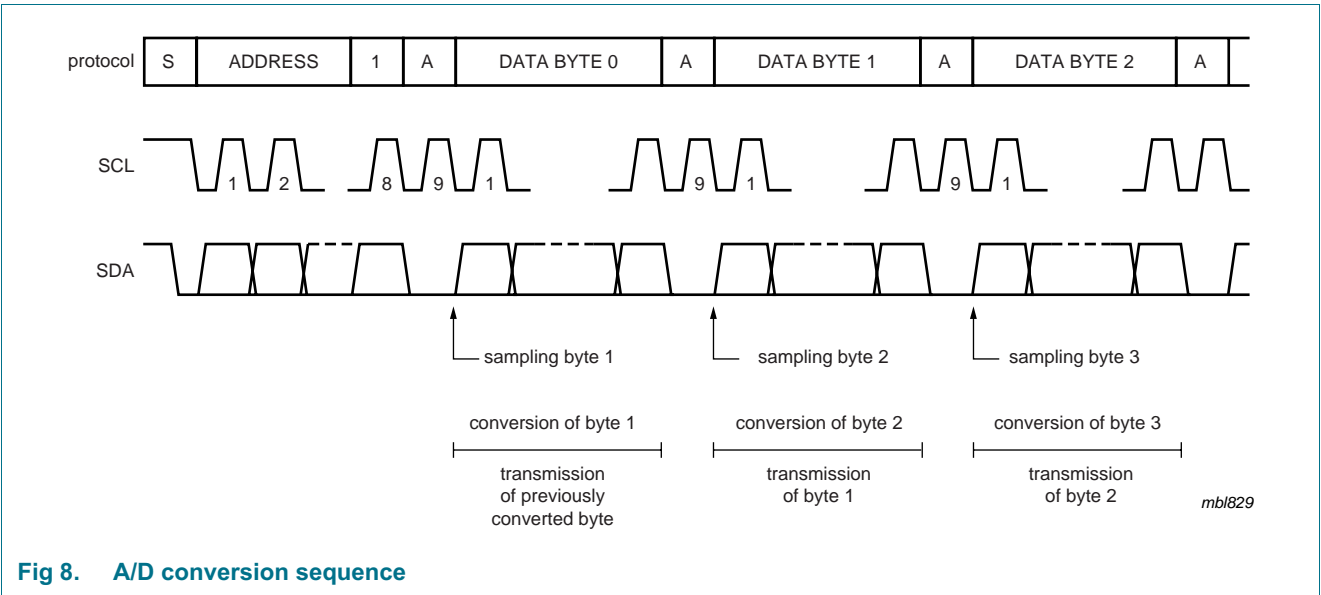 protocol S ADDRESS 1 A DATA BYTE 0 A DATA BYTE 1 A DATA BYTE 2 A
SCL 1 2 8 9 1 9 1 9 1
SDA
sampling byte 1 sampling byte 2 sampling byte 3
conversion of byte 1 conversion of byte 2 conversion of byte 3
transmission transmission transmission
of previously of byte 1 of byte 2
converted byte
mbl829
Fig 8. A/D conversion sequence